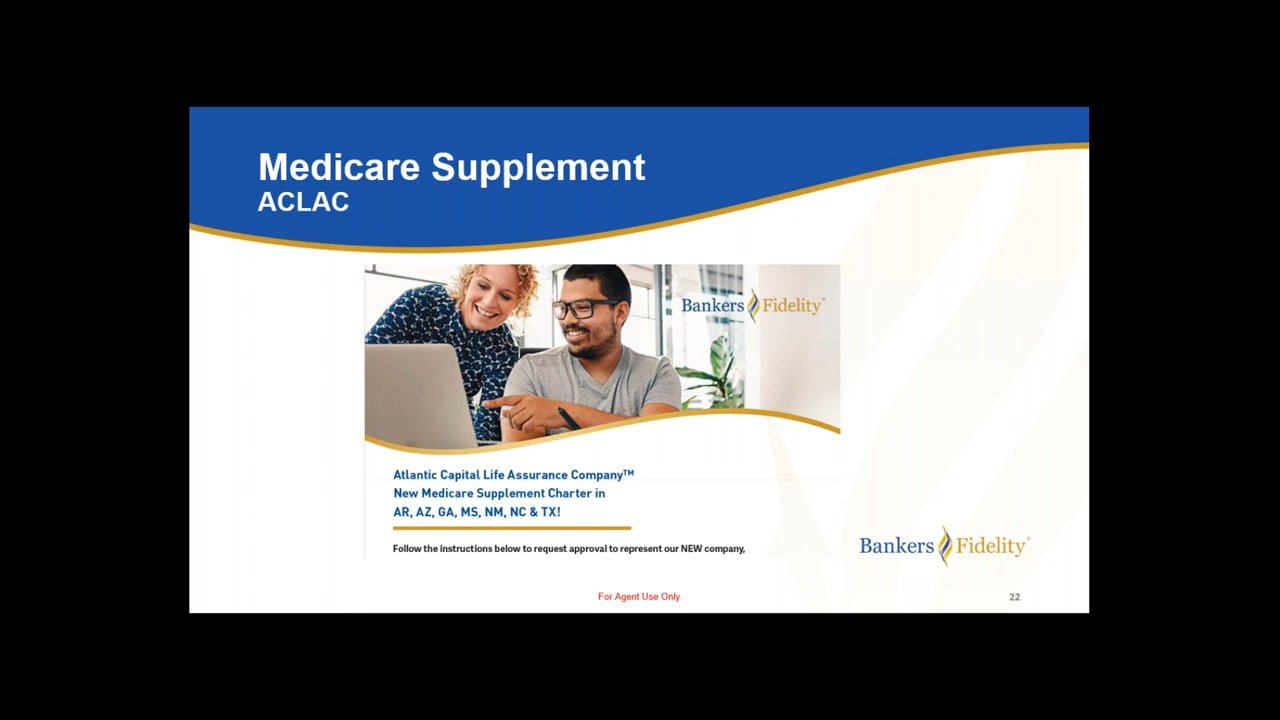 Medicare Supplement
ACLAC
Bankers Fidelity®
Atlantic Capital Life Assurance Company™
New Medicare Supplement Charter in
AR, AZ, GA, MS, NM, NC & TX!
Follow the instructions below to request approval to represent our NEW company,
Bankers Fidelity®
For Agent Use Only
22